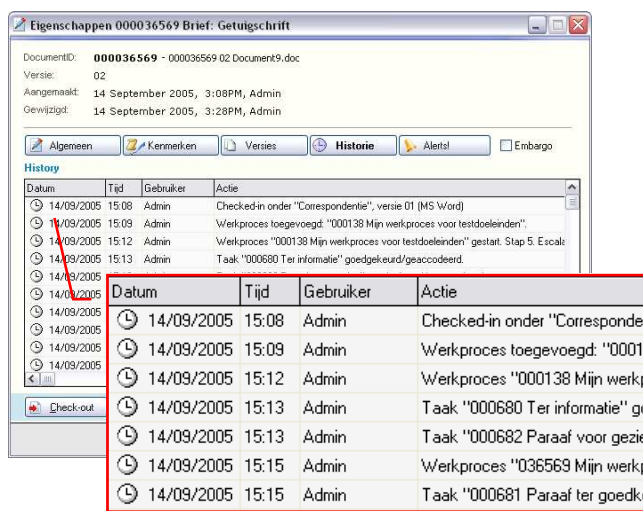 Eigenschappen 000036569 Brief: Getuigschrift
DocumentID: 000036569 - 000036569 02 Document9.doc
Versie: 02
Aangemaakt: 14 September 2005, 3:08PM, Admin
Gewijzigd: 14 September 2005, 3:28PM, Admin
Algemeen Kenmerken Versies Historie Alerts! Embargo
History
Datum Tijd Gebruiker Actie
14/09/2005 15:08 Admin Checked-in onder "Correspondentie", versie 01 (MS Word)
14/09/2005 15:09 Admin Werkproces toegevoegd: "000138 Mijn werkproces voor testdoeleinden".
14/09/2005 15:12 Admin Werkproces "000138 Mijn werkproces voor testdoeleinden" gestart. Stap 5. Escala
14/09/2005 15:13 Admin Taak "000680 Ter informatie" goedgekeurd/geaccodeerd.
14/09/2005
14/09/2005
14/09/2005
14/09/2005
14/09/2005
14/09/2005
Check-out
Datum Tijd Gebruiker Actie
14/09/2005 15:08 Admin Checked-in onder "Corresponde
14/09/2005 15:09 Admin Werkproces toegevoegd: "0001
14/09/2005 15:12 Admin Werkproces "000138 Mijn werkp
14/09/2005 15:13 Admin Taak "000680 Ter informatie" g
14/09/2005 15:13 Admin Taak "000682 Paraaf voor gezie
14/09/2005 15:15 Admin Werkproces "036569 Mijn werkp
14/09/2005 15:15 Admin Taak "000681 Paraaf ter goedk